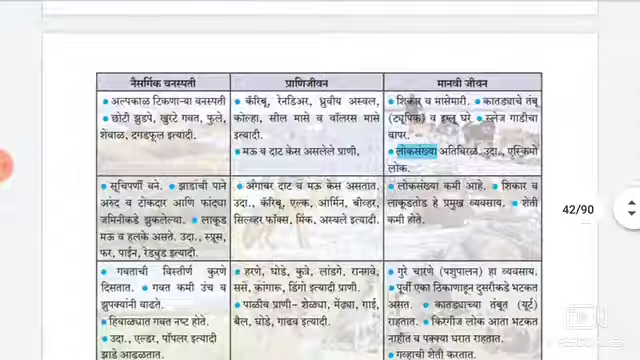 नैसर्गिक वनस्पती
प्राणिजीवन
मानवी जीवन
• अल्पकाळ टिकणाऱ्या वनस्पती
• छोटी झुडपे, खुरटे गवत, फुले,
शेवाळ, दगडफूल इत्यादी.
• कॅरिबू, रेनडिअर, ध्रुवीय अस्वल,
कोल्हा, सील मासे व वॉलरस मासे
इत्यादी.
• मऊ व दाट केस असलेले प्राणी.
• शिकार व मासेमारी. • कातड्याचे तंबू
(ट्युपिक) व इग्लू घरे • स्लेज गाडीचा
वापर.
• लोकसंख्या अतिविरळ. उदा., एस्किमो
लोक.
• सूचिपर्णी वने. • झाडांची पाने
अरुंद व टोकदार आणि फांद्या
जमिनीकडे झुकलेल्या. • लाकूड
मऊ व हलके असते. उदा., स्प्रूस,
फर, पाईन, रेडवुड इत्यादी.
• अंगावर दाट व मऊ केस असतात.
उदा., कॅरिबू, एल्क, आर्मिन, बीव्हर,
सिल्व्हर फॉक्स, मिंक, अस्वले इत्यादी.
• लोकसंख्या कमी आहे. • शिकार व
लाकूडतोड हे प्रमुख व्यवसाय. • शेती
कमी होते.
• गवताची विस्तीर्ण कुरणे
दिसतात. • गवत कमी उंच व
झुपक्यांनी वाढते.
• हिवाळ्यात गवत नष्ट होते.
• उदा., एल्डर, पॉपलर इत्यादी
झाडे आढळतात.
• हरणे, घोडे, कुत्रे, लांडगे, रानगवे,
ससे, कांगारू, डिंगो इत्यादी प्राणी.
• पाळीव प्राणी- शेळ्या, मेंढ्या, गाई,
बैल, घोडे, गाढव इत्यादी.
• गुरे चारणे (पशुपालन) हा व्यवसाय.
• पूर्वी एका ठिकाणाहून दुसरीकडे भटकत
असत. • कातड्याच्या तंबूत (यूर्ट)
राहतात. • किरगीज लोक आता भटकत
नाहीत व पक्क्या घरात राहतात.
• गव्हाची शेती करतात.
42/90